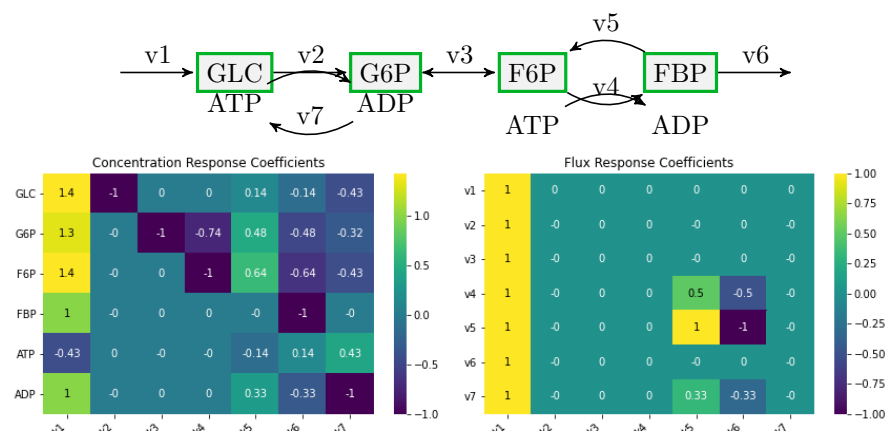 v1 v2 v3 v5 v6
GLC G6P F6P FBP
v4
ATP ADP
v7
ATP ADP
Concentration Response Coefficients Flux Response Coefficients
GLC 1.4 -1 0 0 0.14 -0.14 -0.43
G6P 1.3 -0 -1 -0.74 0.48 -0.48 -0.32
F6P 1.4 -0 0 -1 0.64 -0.64 -0.43
FBP 1 -0 0 0 -0 -1 -0
ATP -0.43 0 -0 -0 -0.14 0.14 0.43
ADP 1 -0 0 0 0.33 -0.33 -1
1.0
0.5
0.0
−0.5
−1.0
v1 1 -0 0 0 -0 0 -0
v2 1 -0 0 0 -0 0 -0
v3 1 -0 0 0 -0 0 -0
v4 1 -0 0 0 0.5 -0.5 -0
v5 1 -0 0 0 1 -1 -0
v6 1 -0 0 0 -0 0 -0
v7 1 -0 0 0 0.33 -0.33 -0
1.00
0.75
0.50
0.25
0.00
−0.25
−0.50
−0.75
−1.00